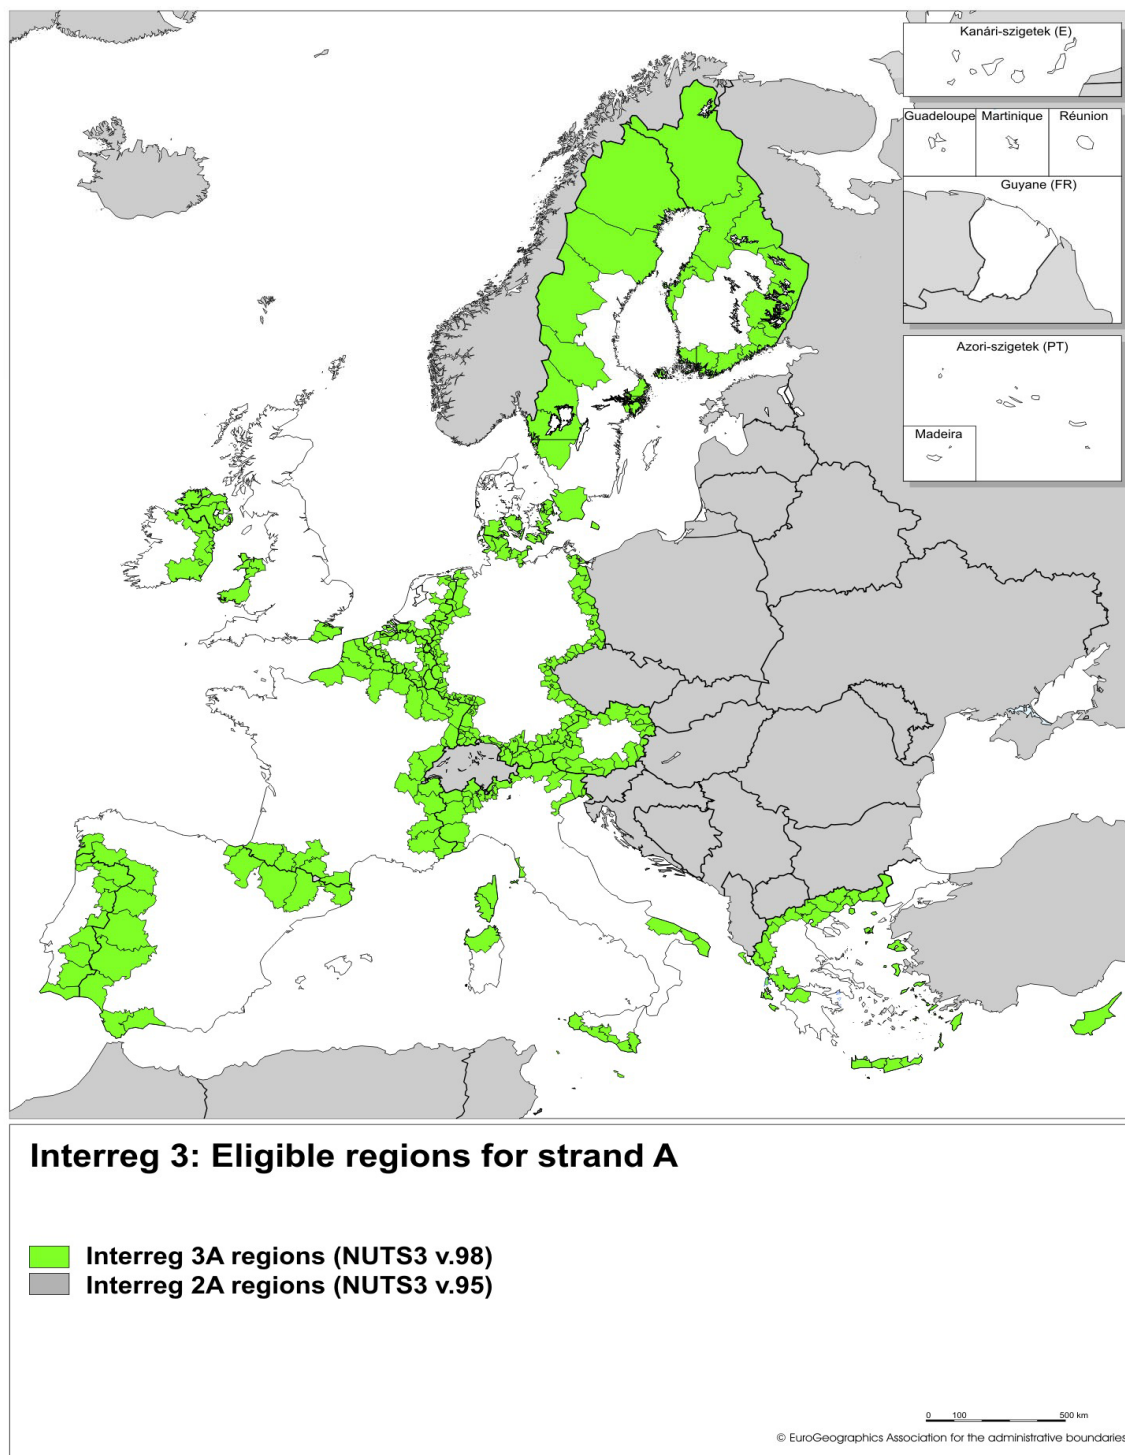 Kanári-szigetek (E)
Guadeloupe
Martinique
Réunion
Guyane (FR)
Azori-szigetek (PT)
Madeira
Interreg 3: Eligible regions for strand A
Interreg 3A regions (NUTS3 v.98)
Interreg 2A regions (NUTS3 v.95)
0 100 500 km
© EuroGeographics Association for the administrative boundaries